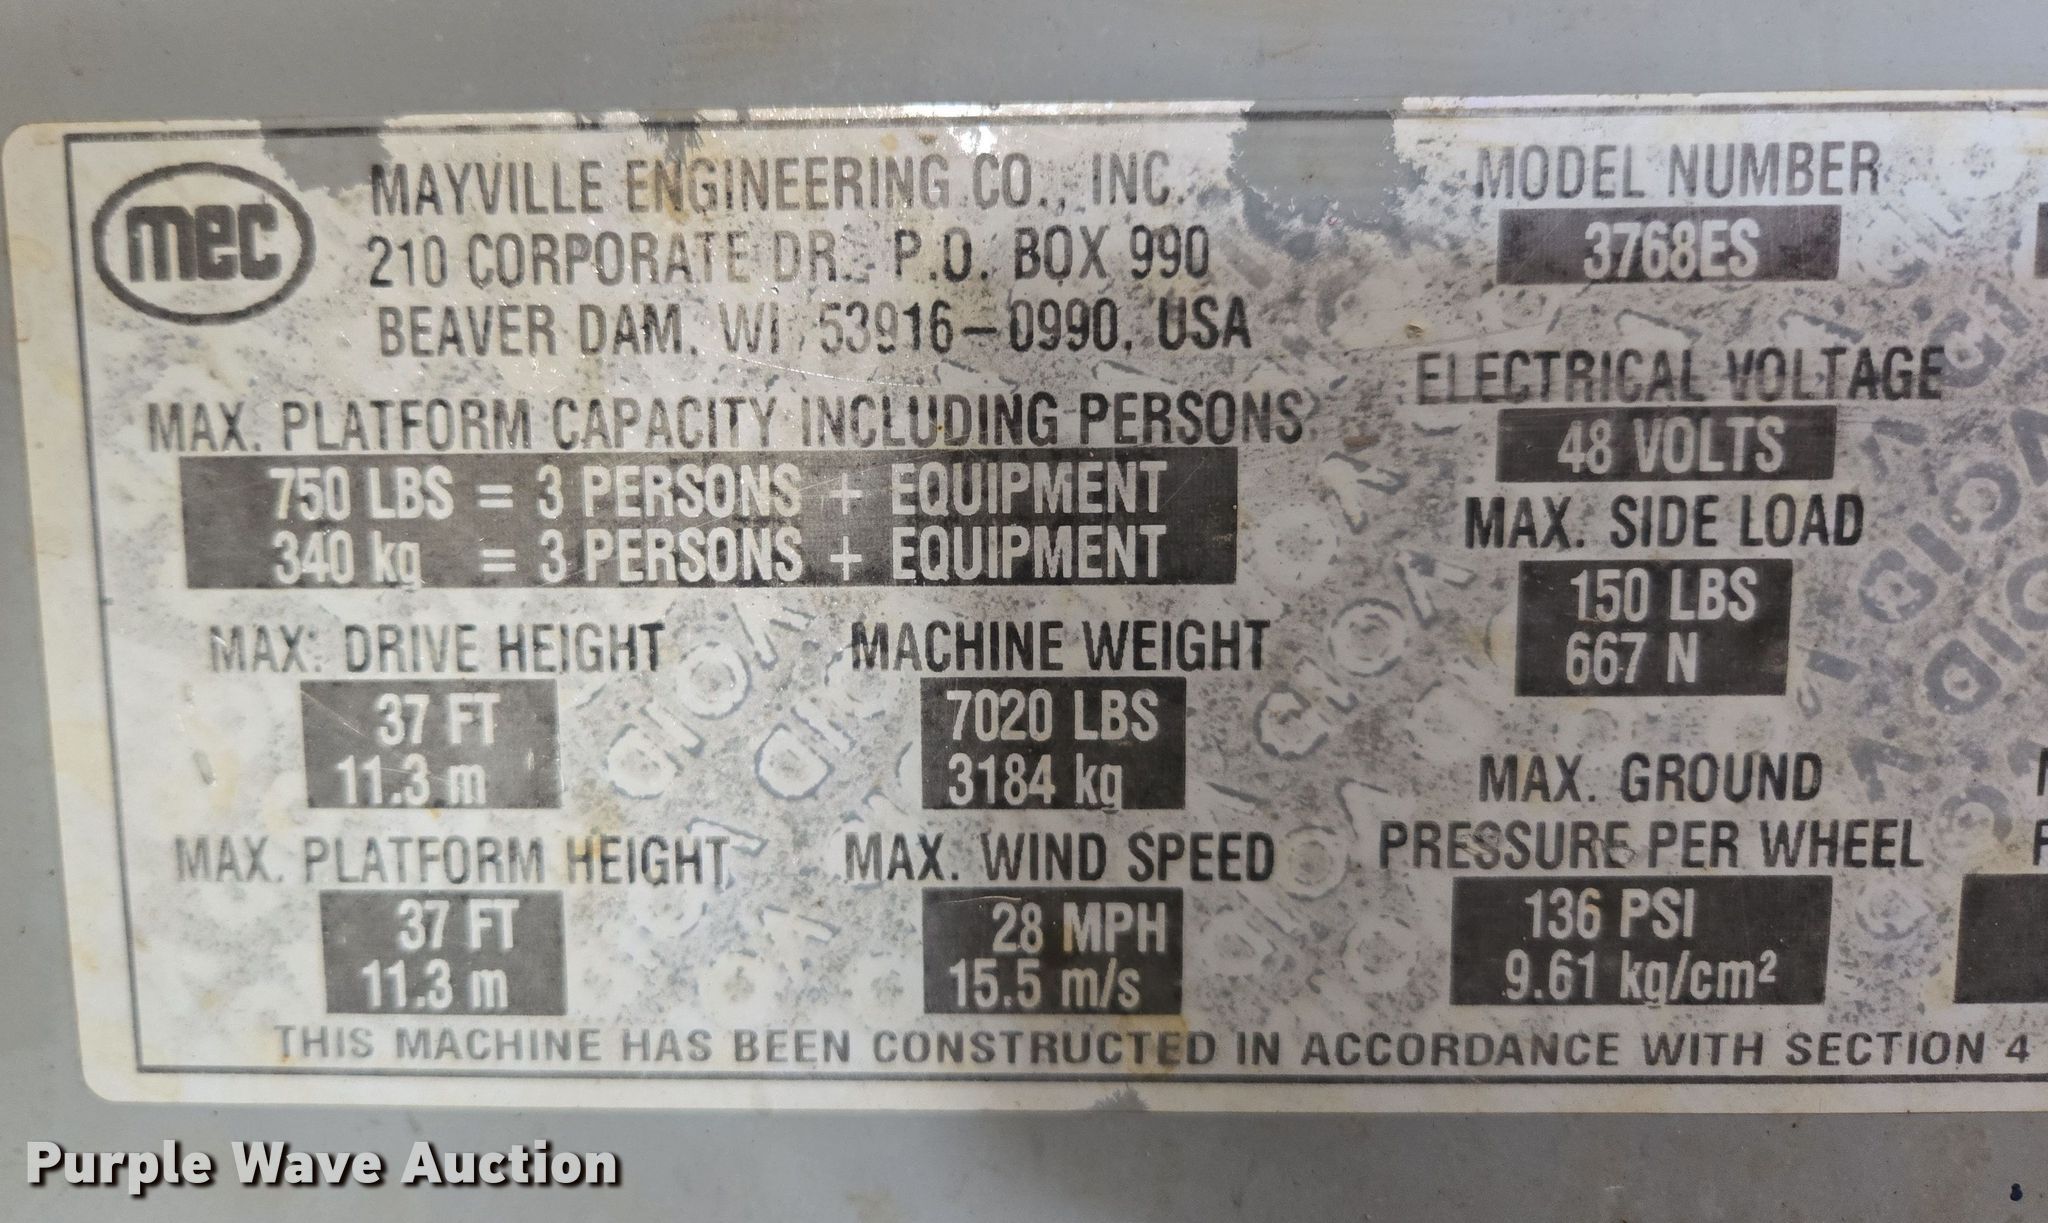 mec
MAYVILLE ENGINEERING CO., INC.
210 CORPORATE DR., P.O. BOX 990
BEAVER DAM, WI, 53916-0990, USA
MODEL NUMBER
3768ES
ELECTRICAL VOLTAGE
48 VOLTS
MAX. PLATFORM CAPACITY INCLUDING PERSONS
750 LBS = 3 PERSONS + EQUIPMENT
340 kg = 3 PERSONS + EQUIPMENT
MAX. SIDE LOAD
150 LBS
667 N
MAX. DRIVE HEIGHT
37 FT
11.3 m
MACHINE WEIGHT
7020 LBS
3184 kg
MAX. GROUND
PRESSURE PER WHEEL
136 PSI
9.61 kg/cm²
MAX. PLATFORM HEIGHT
37 FT
11.3 m
MAX. WIND SPEED
28 MPH
15.5 m/s
THIS MACHINE HAS BEEN CONSTRUCTED IN ACCORDANCE WITH SECTION 4
VOID
VOID
VOID
VOID
Purple Wave Auction